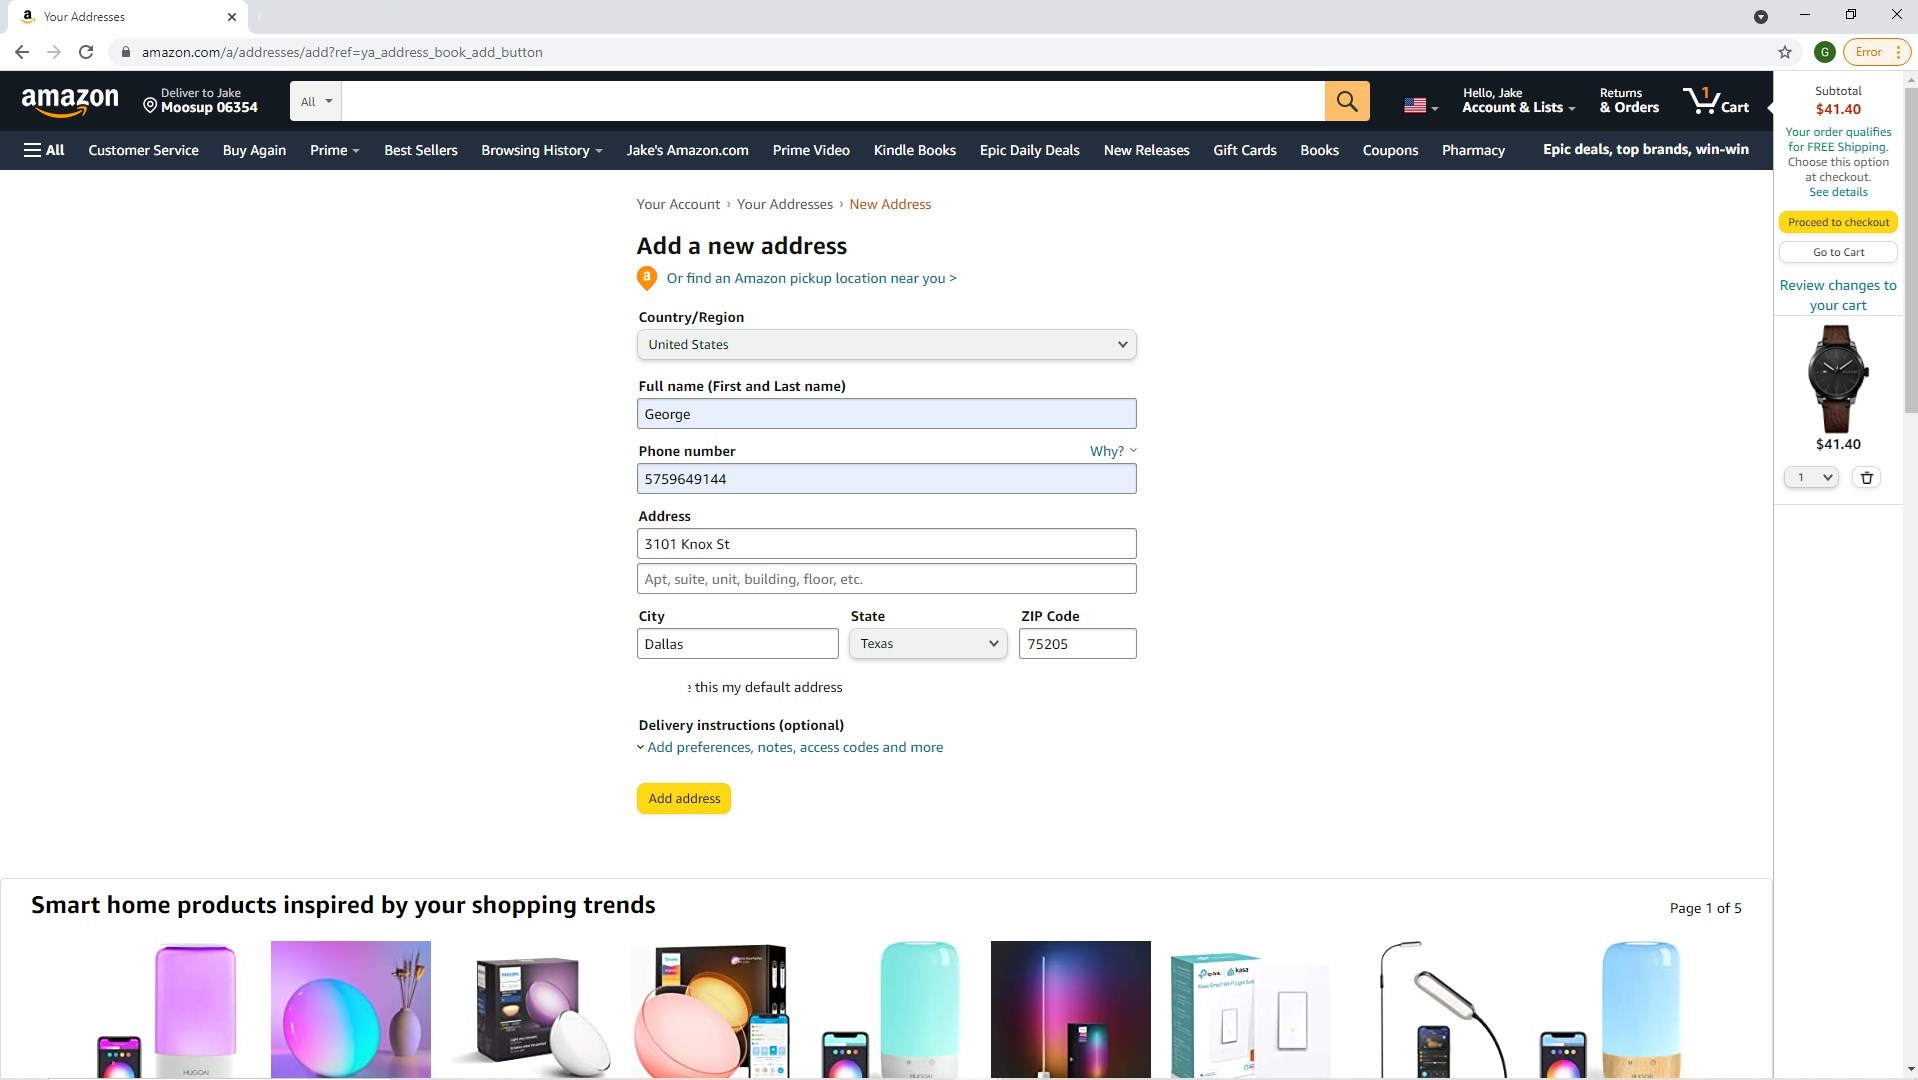 Your Addresses
amazon.com/a/addresses/add?ref=ya_address_book_add_button
G
Error
amazon
Deliver to Jake
Moosup 06354
All
Hello, Jake
Account & Lists
Returns
& Orders
1
Cart
All
Customer Service
Buy Again
Prime
Best Sellers
Browsing History
Jake's Amazon.com
Prime Video
Kindle Books
Epic Daily Deals
New Releases
Gift Cards
Books
Coupons
Pharmacy
Epic deals, top brands, win-win
Subtotal
$41.40
Your order qualifies
for FREE Shipping.
Choose this option
at checkout.
See details
Proceed to checkout
Go to Cart
Review changes to
your cart
$41.40
1
Your Account › Your Addresses › New Address
Add a new address
Or find an Amazon pickup location near you >
Country/Region
United States
Full name (First and Last name)
George
Phone number
Why?
5759649144
Address
3101 Knox St
Apt, suite, unit, building, floor, etc.
City
State
ZIP Code
Dallas
Texas
75205
this my default address
Delivery instructions (optional)
Add preferences, notes, access codes and more
Add address
Smart home products inspired by your shopping trends
Page 1 of 5
HUGOAI
PHILIPS
tp-link
kasa
HUGOAI